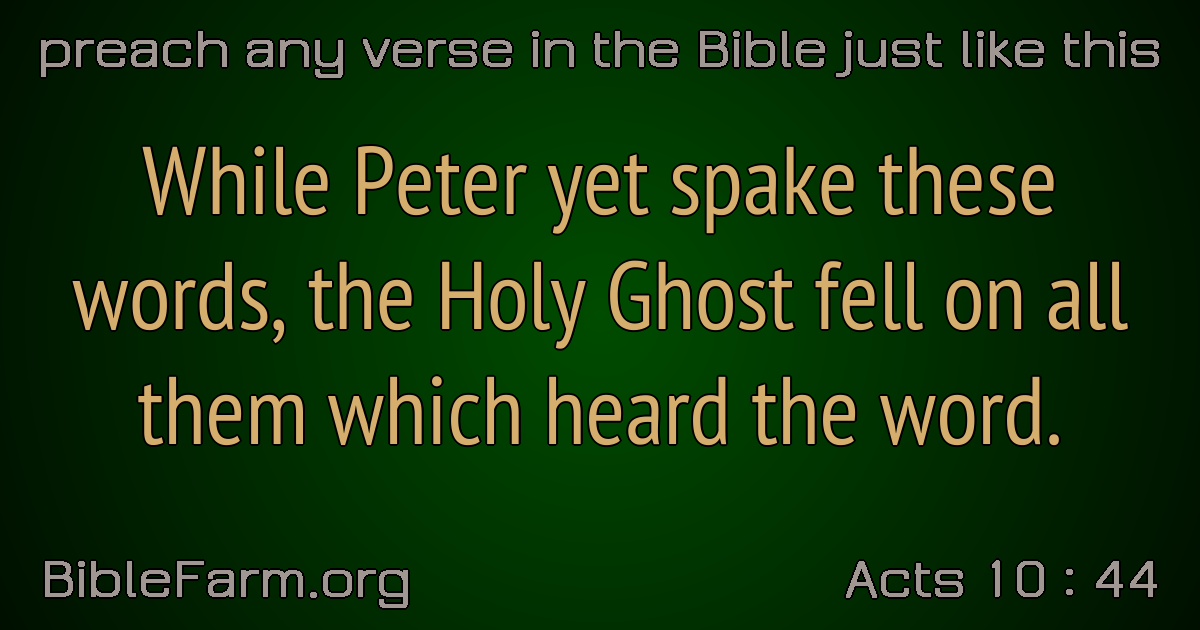 preach any verse in the Bible just like this
While Peter yet spake these
words, the Holy Ghost fell on all
them which heard the word.
BibleFarm.org
Acts 10 : 44